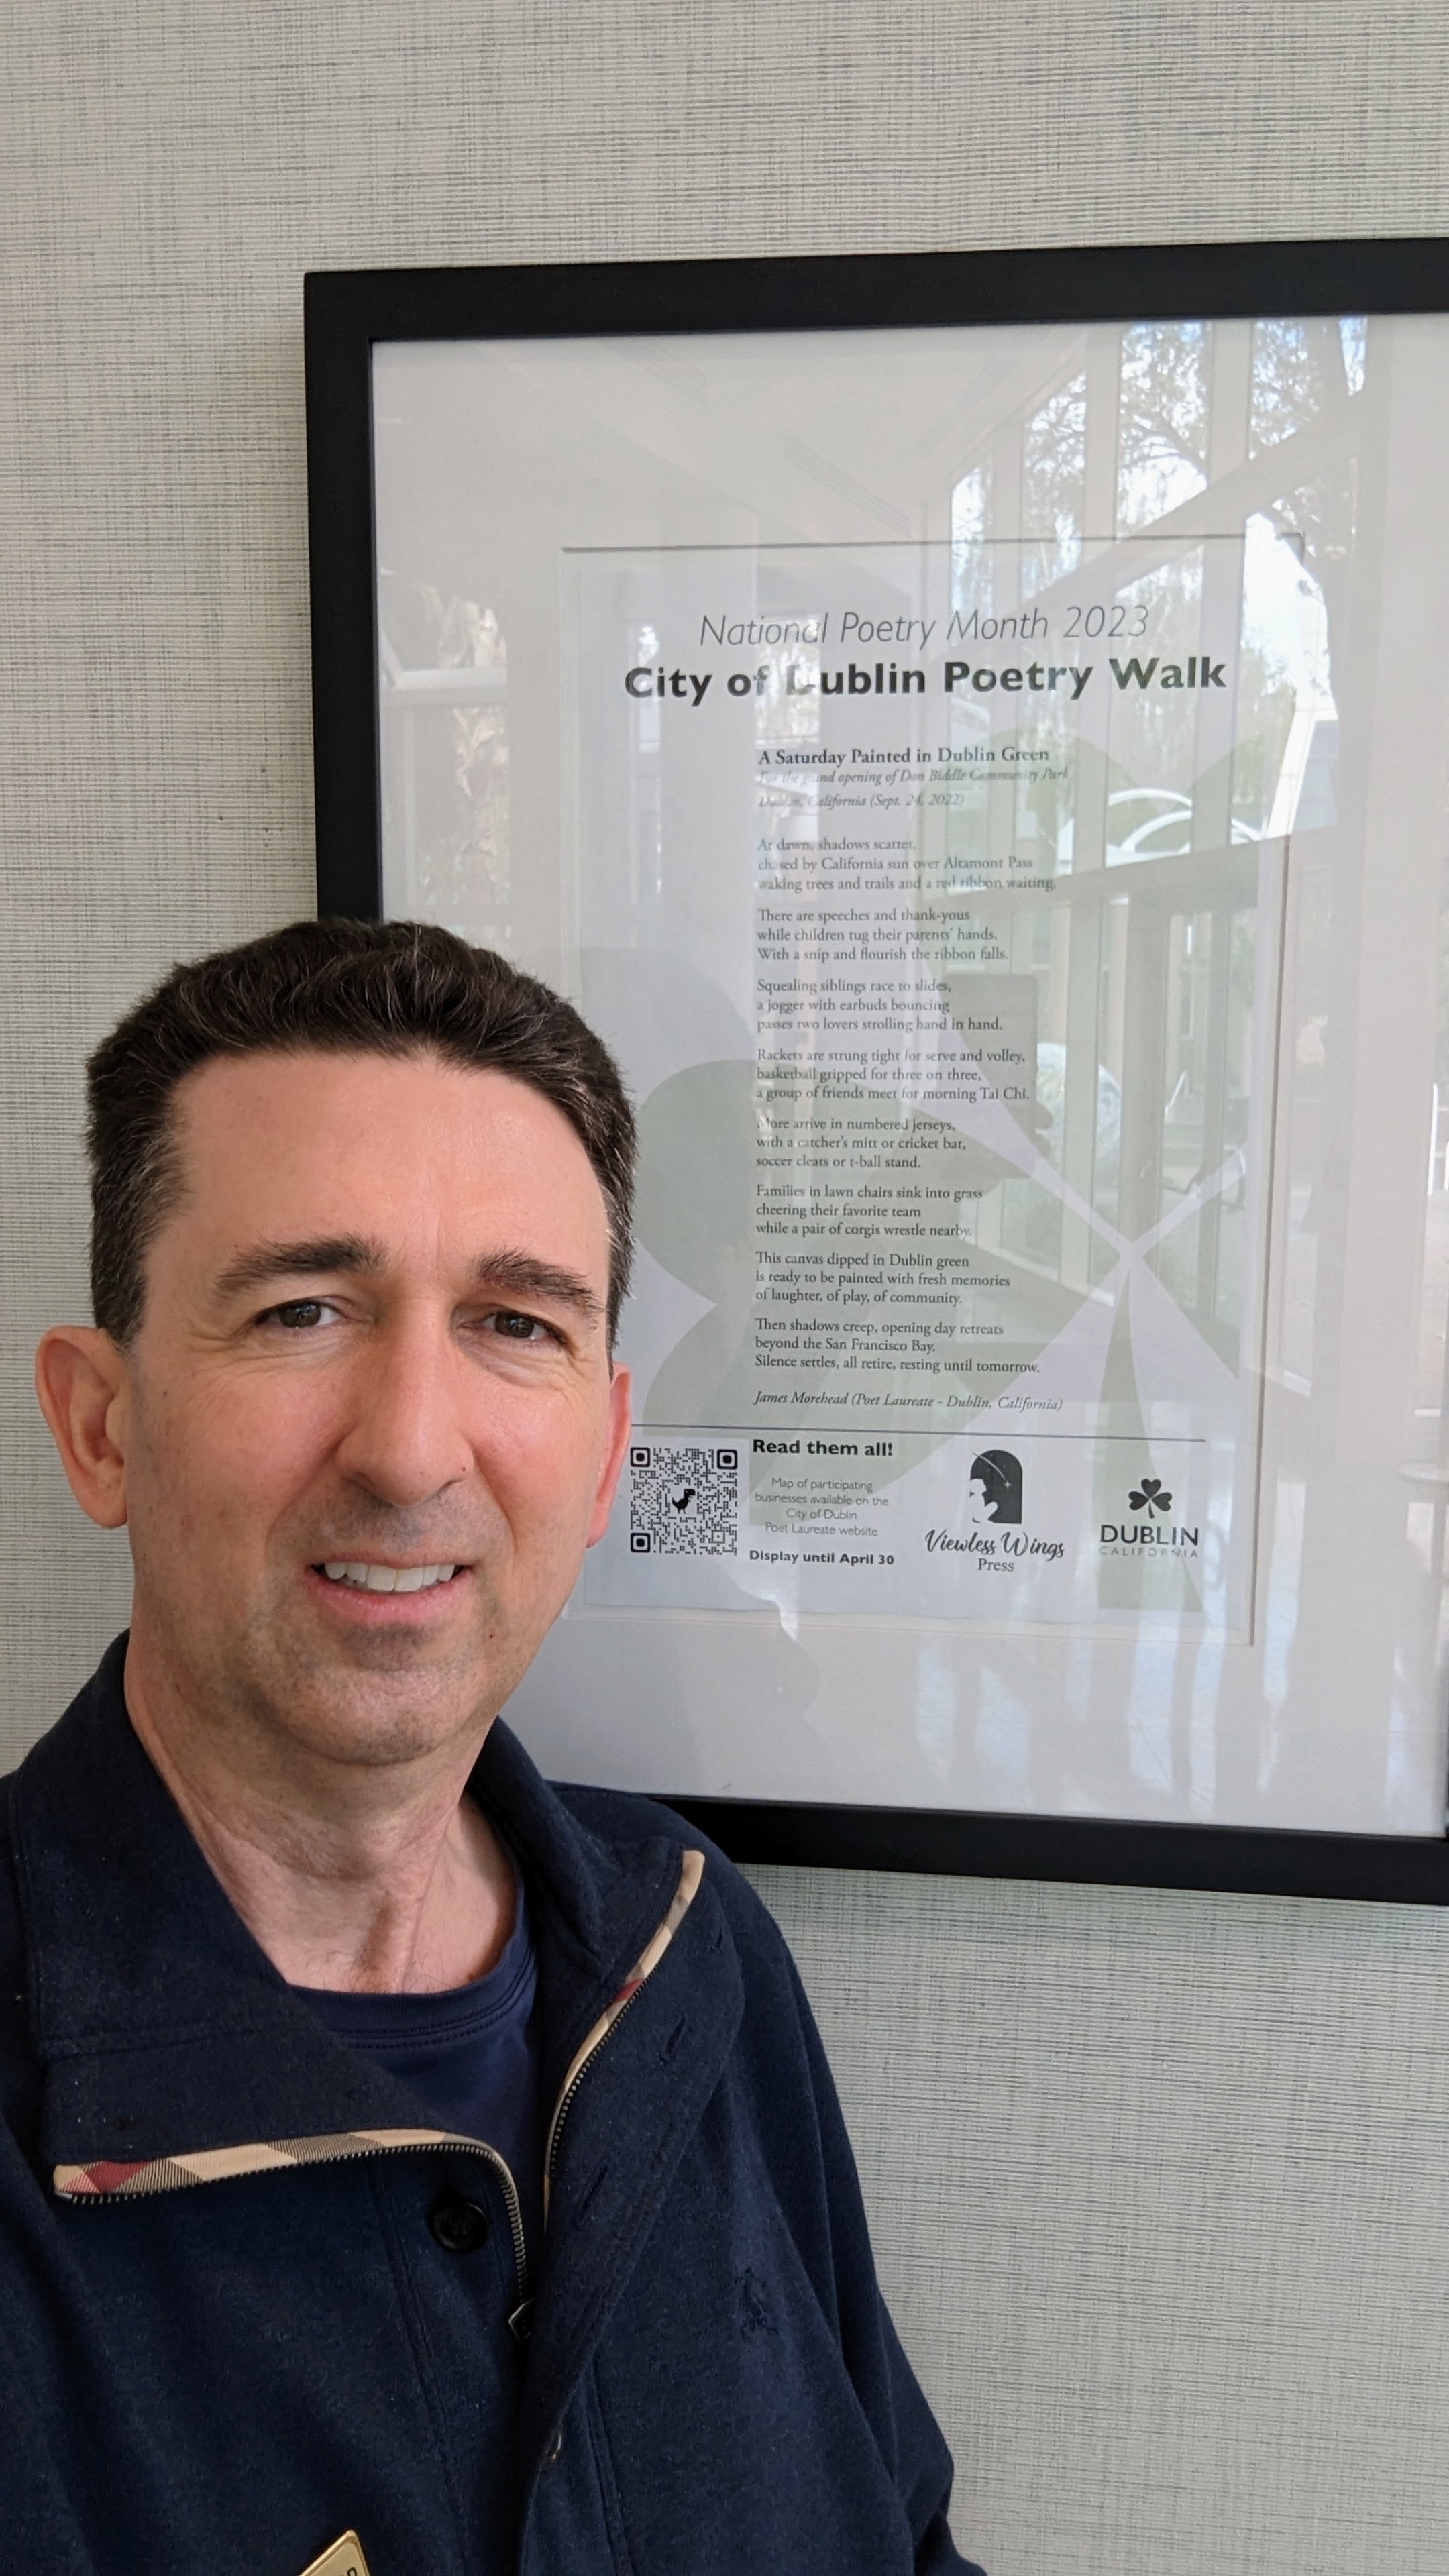 National Poetry Month 2023
City of Dublin Poetry Walk
A Saturday Painted in Dublin Green
For the grand opening of Don Biddle Community Park
Dublin, California (Sept. 24, 2022)
At dawn, shadows scatter,
chased by California sun over Altamont Pass
waking trees and trails and a red ribbon waiting.
There are speeches and thank-yous
while children tug their parents' hands.
With a snip and flourish the ribbon falls.
Squealing siblings race to slides,
a jogger with earbuds bouncing
passes two lovers strolling hand in hand.
Rackets are strung tight for serve and volley,
basketball gripped for three on three,
a group of friends meet for morning Tai Chi.
More arrive in numbered jerseys,
with a catcher's mitt or cricket bat,
soccer cleats or t-ball stand.
Families in lawn chairs sink into grass
cheering their favorite team
while a pair of corgis wrestle nearby.
This canvas dipped in Dublin green
is ready to be painted with fresh memories
of laughter, of play, of community.
Then shadows creep, opening day retreats
beyond the San Francisco Bay.
Silence settles, all retire, resting until tomorrow.
James Morehead (Poet Laureate - Dublin, California)
Read them all!
Map of participating
businesses available on the
City of Dublin
Poet Laureate website
Display until April 30
Viewless Wings
Press
DUBLIN
CALIFORNIA